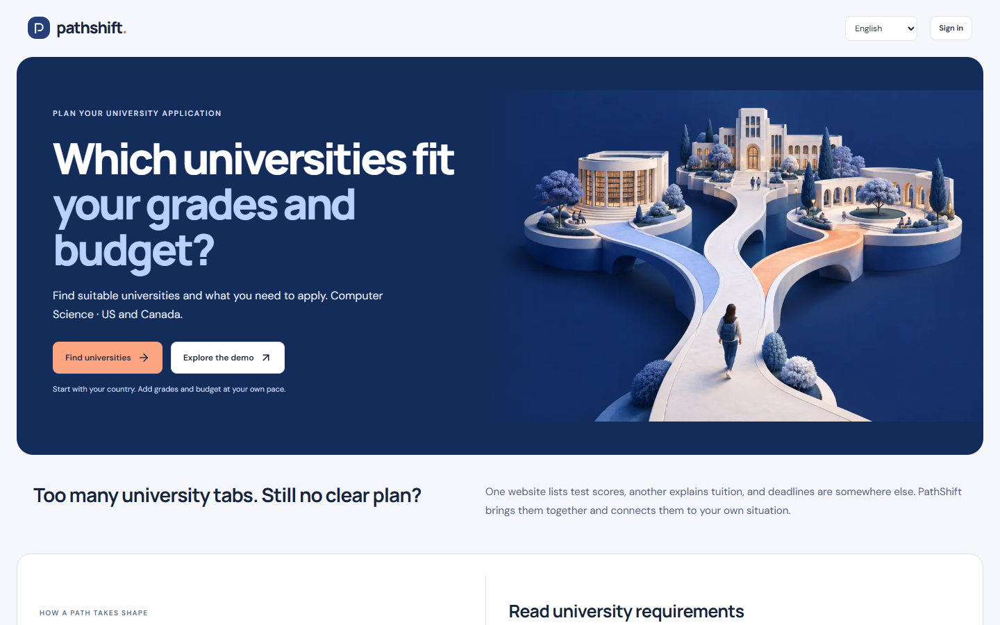 pathshift.
English
Sign in
PLAN YOUR UNIVERSITY APPLICATION
Which universities fit
your grades and
budget?
Find suitable universities and what you need to apply. Computer
Science · US and Canada.
Find universities
Explore the demo
Start with your country. Add grades and budget at your own pace.
Too many university tabs. Still no clear plan?
One website lists test scores, another explains tuition, and deadlines are somewhere else. PathShift
brings them together and connects them to your own situation.
HOW A PATH TAKES SHAPE
Read university requirements